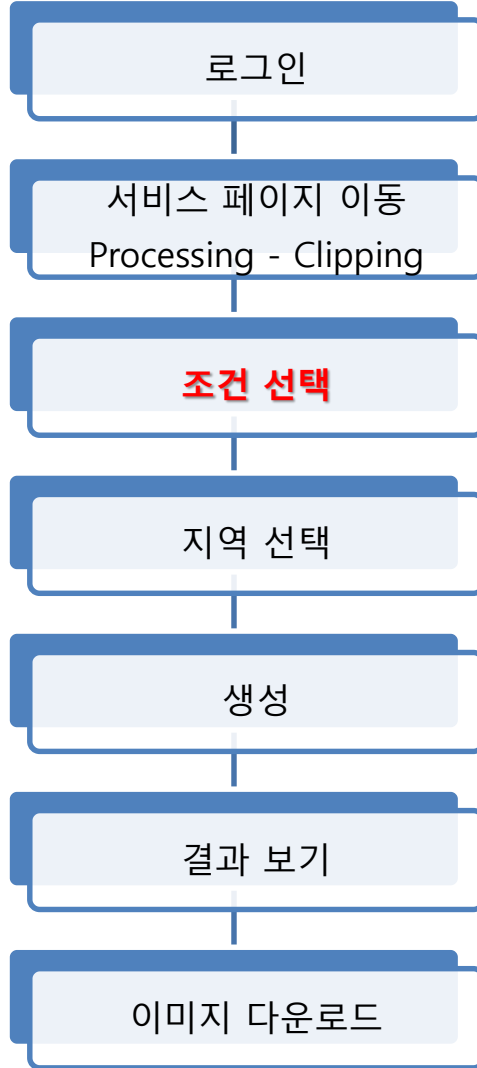 로그인
서비스 페이지 이동
Processing - Clipping
조건 선택
지역 선택
생성
결과 보기
이미지 다운로드